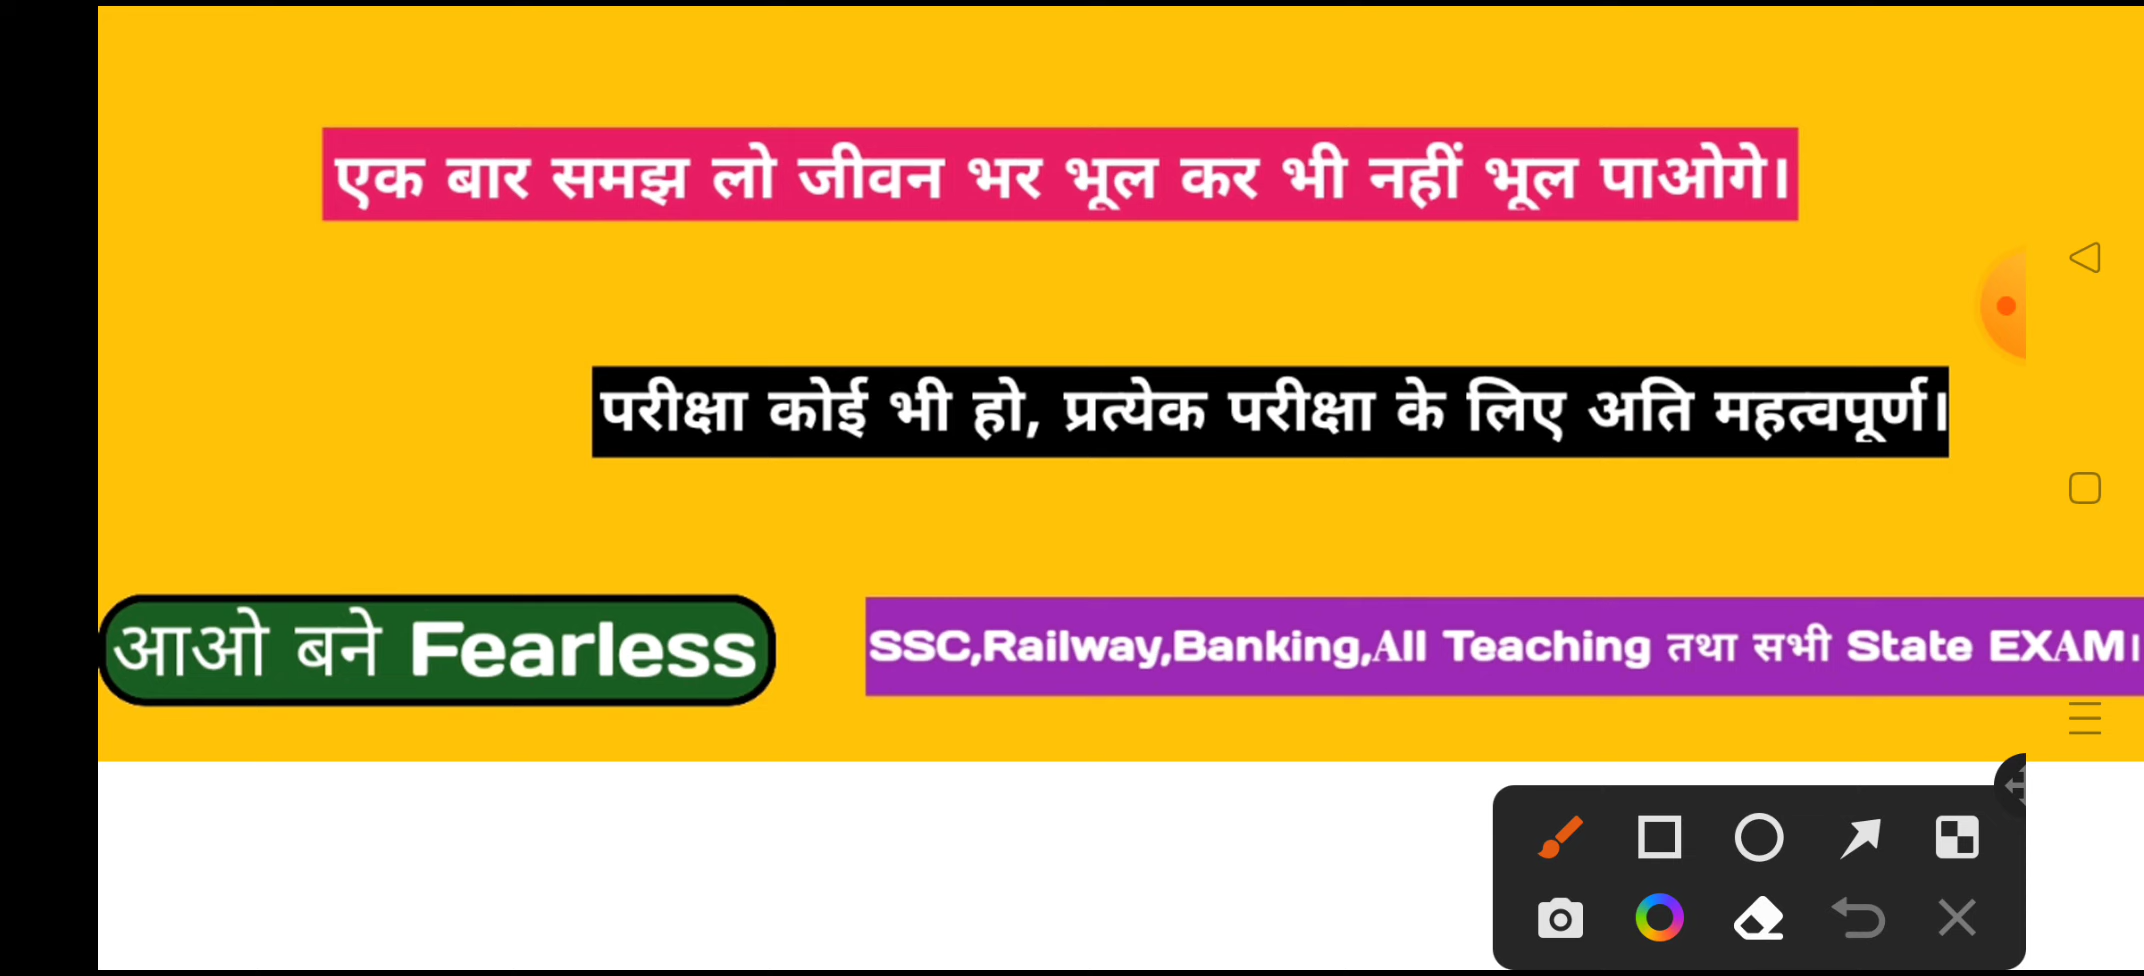 एक बार समझ लो जीवन भर भूल कर भी नहीं भूल पाओगे।
परीक्षा कोई भी हो, प्रत्येक परीक्षा के लिए अति महत्वपूर्ण।
आओ बने Fearless
SSC,Railway,Banking,All Teaching तथा सभी State EXAM।